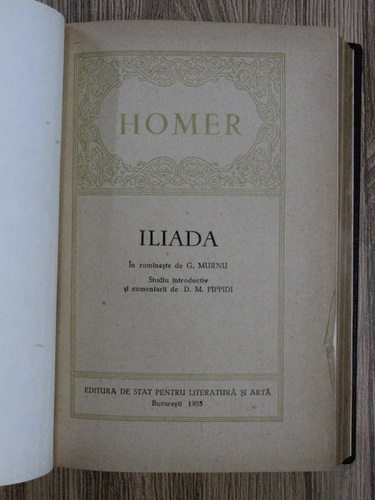 HOMER
ILIADA
În romînește de G. MURNU
Studiu introductiv
și comentarii de D. M. PIPPIDI
EDITURA DE STAT PENTRU LITERATURĂ ȘI ARTĂ
București 1955